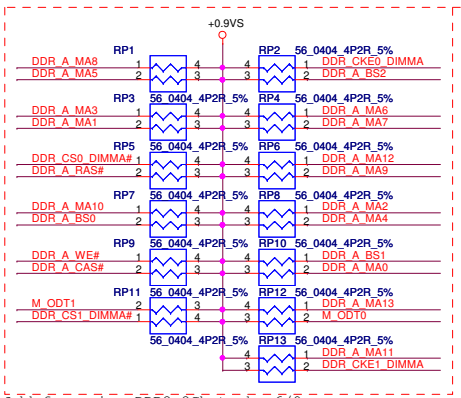 +0.9VS
RP1 RP2 56_0404_4P2R_5%
DDR_A_MA8 1 4 4 1 DDR_CKE0_DIMMA
DDR_A_MA5 2 3 3 2 DDR_A_BS2
RP3 56_0404_4P2R_5% RP4 56_0404_4P2R_5%
DDR_A_MA3 1 4 4 1 DDR_A_MA6
DDR_A_MA1 2 3 3 2 DDR_A_MA7
RP5 56_0404_4P2R_5% RP6 56_0404_4P2R_5%
DDR_CS0_DIMMA# 1 4 4 1 DDR_A_MA12
DDR_A_RAS# 2 3 3 2 DDR_A_MA9
RP7 56_0404_4P2R_5% RP8 56_0404_4P2R_5%
DDR_A_MA10 1 4 4 1 DDR_A_MA2
DDR_A_BS0 2 3 3 2 DDR_A_MA4
RP9 56_0404_4P2R_5% RP10 56_0404_4P2R_5%
DDR_A_WE# 1 4 4 1 DDR_A_BS1
DDR_A_CAS# 2 3 3 2 DDR_A_MA0
RP11 56_0404_4P2R_5% RP12 56_0404_4P2R_5%
M_ODT1 2 3 4 1 DDR_A_MA13
DDR_CS1_DIMMA# 1 4 3 2 M_ODT0
56_0404_4P2R_5% RP13 56_0404_4P2R_5%
4 1 DDR_A_MA11
3 2 DDR_CKE1_DIMMA